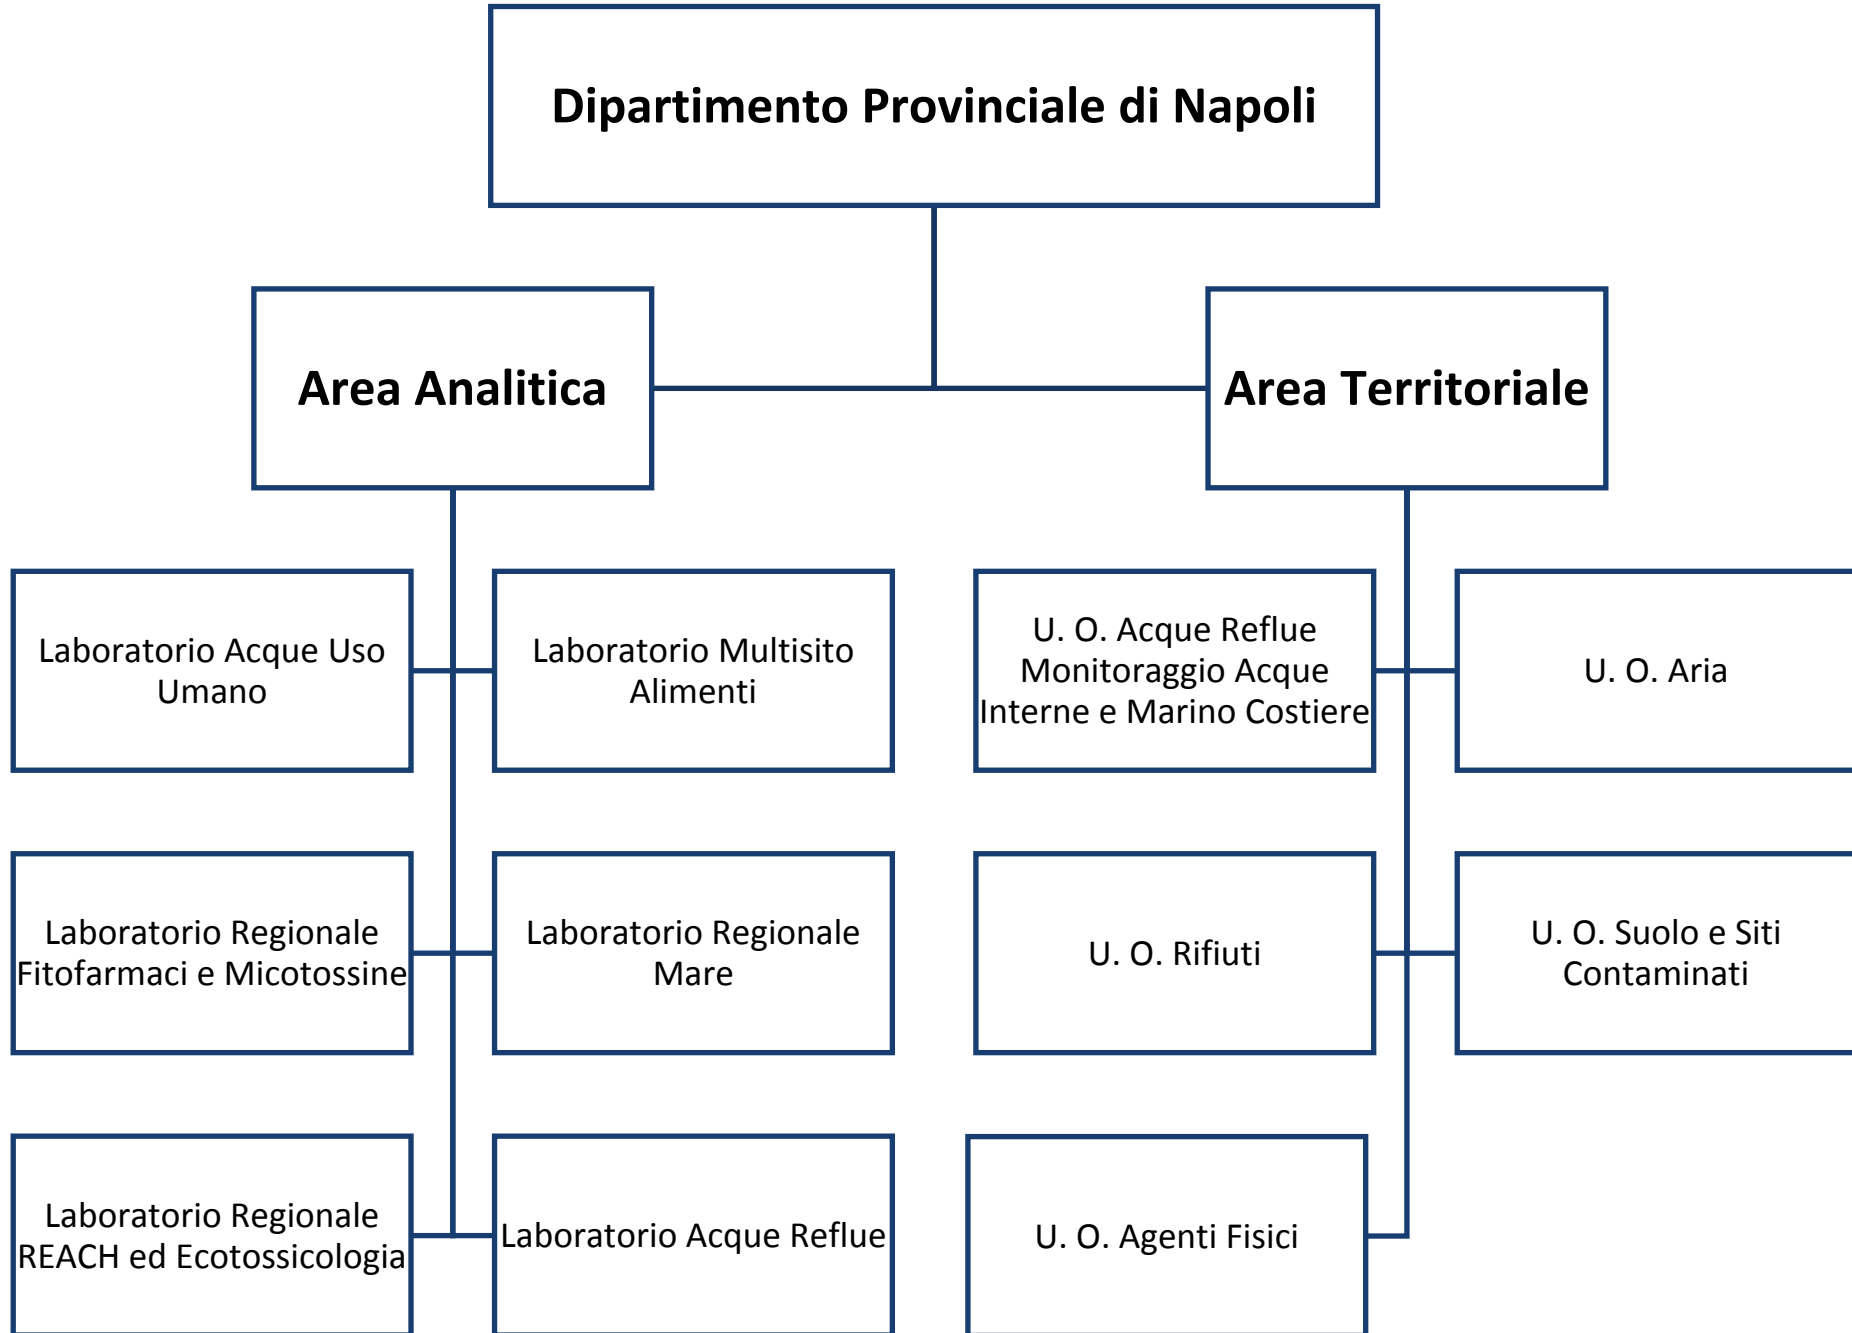 Dipartimento Provinciale di Napoli
Area Analitica
Area Territoriale
Laboratorio Acque Uso
Umano
Laboratorio Multisito
Alimenti
U. O. Acque Reflue
Monitoraggio Acque
Interne e Marino Costiere
U. O. Aria
Laboratorio Regionale
Fitofarmaci e Micotossine
Laboratorio Regionale
Mare
U. O. Rifiuti
U. O. Suolo e Siti
Contaminati
Laboratorio Regionale
REACH ed Ecotossicologia
Laboratorio Acque Reflue
U. O. Agenti Fisici